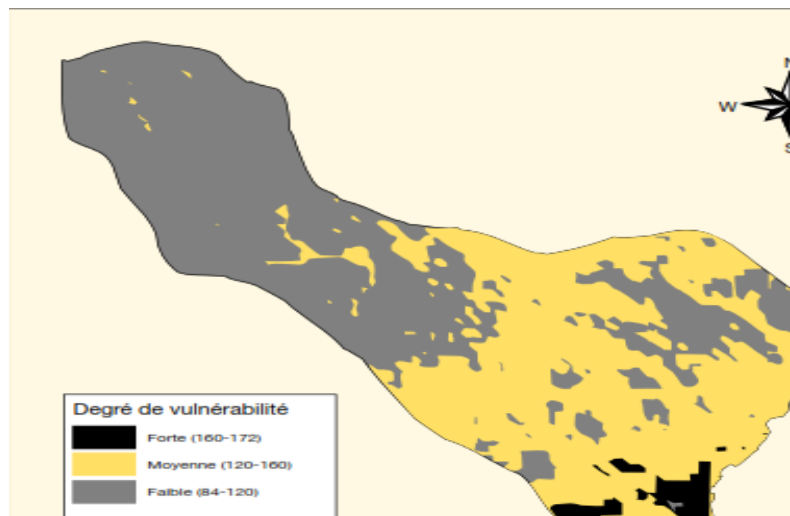 N
W
S
Degré de vulnérabilité
Forte (160-172)
Moyenne (120-160)
Faible (84-120)